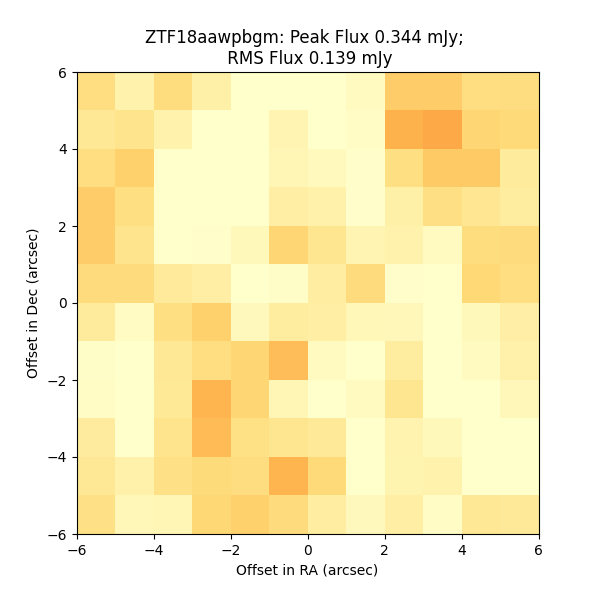 ZTF18aawpbgm: Peak Flux 0.344 mJy;
RMS Flux 0.139 mJy
6
4
2
0
−2
−4
−6
Offset in Dec (arcsec)
−6 −4 −2 0 2 4 6
Offset in RA (arcsec)